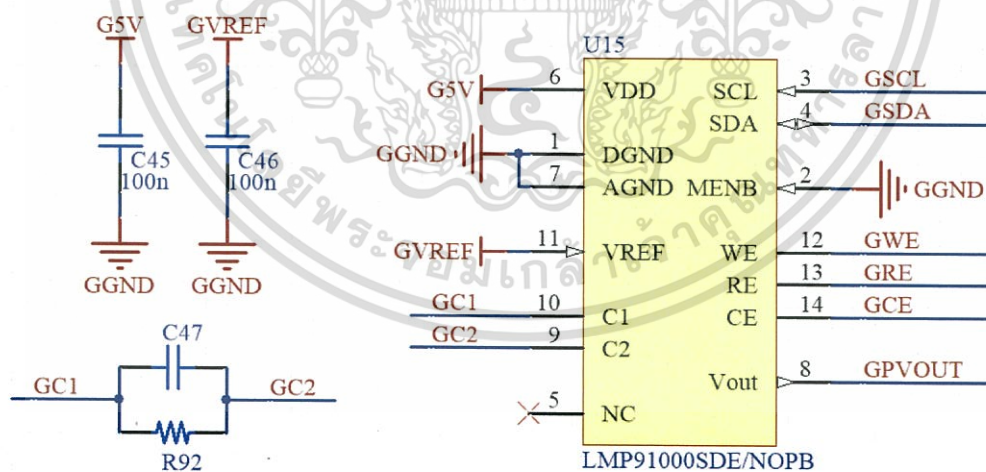 G5V GVREF
C45 C46
100n 100n
GGND GGND
C47
GC1 GC2
R92
U15
G5V 6 VDD SCL 3 GSCL
SDA 4 GSDA
GGND 1 DGND
7 AGND MENB 2 GGND
GVREF 11 VREF WE 12 GWE
RE 13 GRE
GC1 10 C1 CE 14 GCE
GC2 9 C2
Vout 8 GPVOUT
5 NC
LMP91000SDE/NOPB